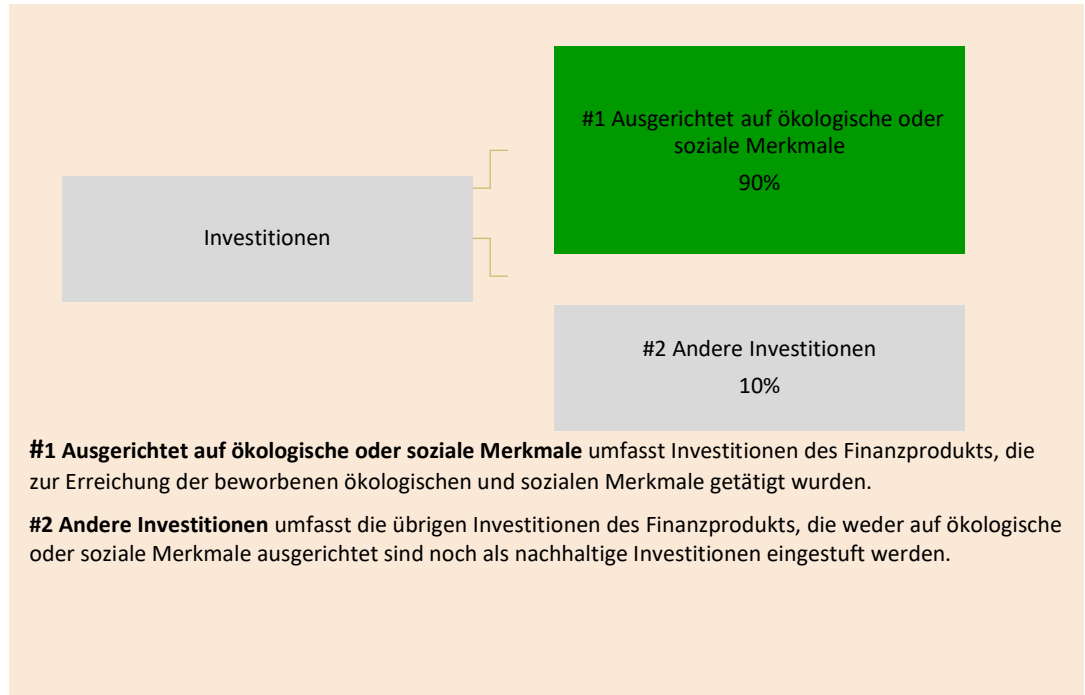 #1 Ausgerichtet auf ökologische oder
soziale Merkmale
90%
Investitionen
#2 Andere Investitionen
10%
#1 Ausgerichtet auf ökologische oder soziale Merkmale umfasst Investitionen des Finanzprodukts, die
zur Erreichung der beworbenen ökologischen und sozialen Merkmale getätigt wurden.
#2 Andere Investitionen umfasst die übrigen Investitionen des Finanzprodukts, die weder auf ökologische
oder soziale Merkmale ausgerichtet sind noch als nachhaltige Investitionen eingestuft werden.